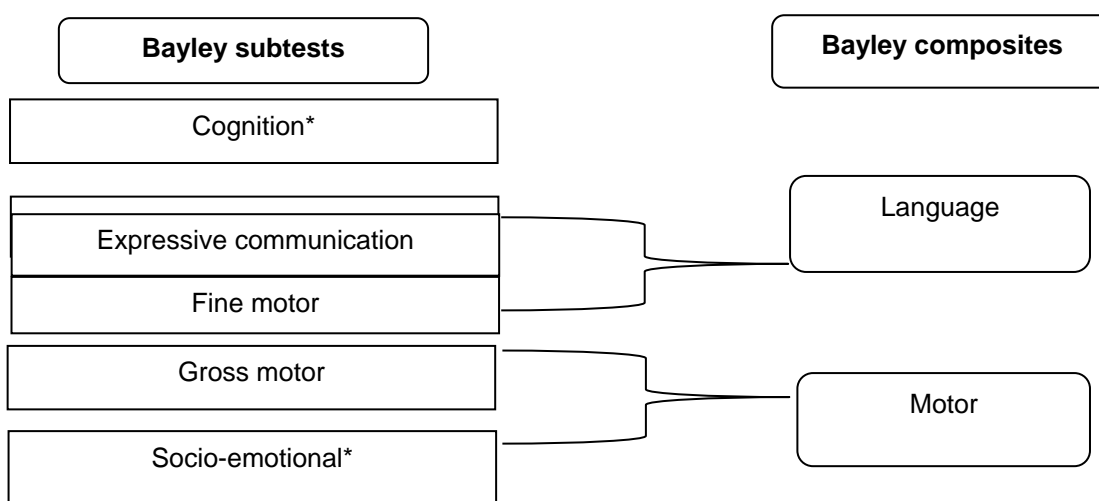 Bayley subtests
Bayley composites
Cognition*
Language
Expressive communication
Fine motor
Gross motor
Motor
Socio-emotional*